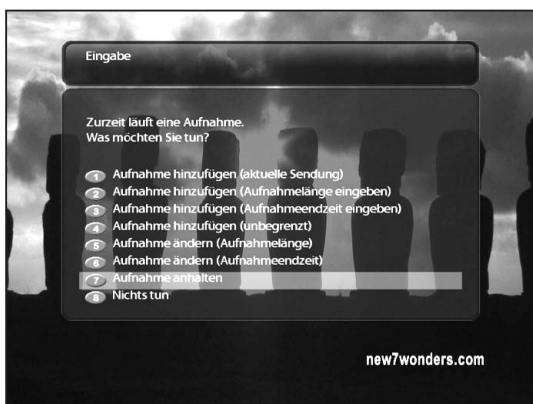 Eingabe
Zurzeit läuft eine Aufnahme.
Was möchten Sie tun?
1 Aufnahme hinzufügen (aktuelle Sendung)
2 Aufnahme hinzufügen (Aufnahmelänge eingeben)
3 Aufnahme hinzufügen (Aufnahmeendzeit eingeben)
4 Aufnahme hinzufügen (unbegrenzt)
5 Aufnahme ändern (Aufnahmelänge)
6 Aufnahme ändern (Aufnahmeendzeit)
7 Aufnahme anhalten
8 Nichts tun
new7wonders.com